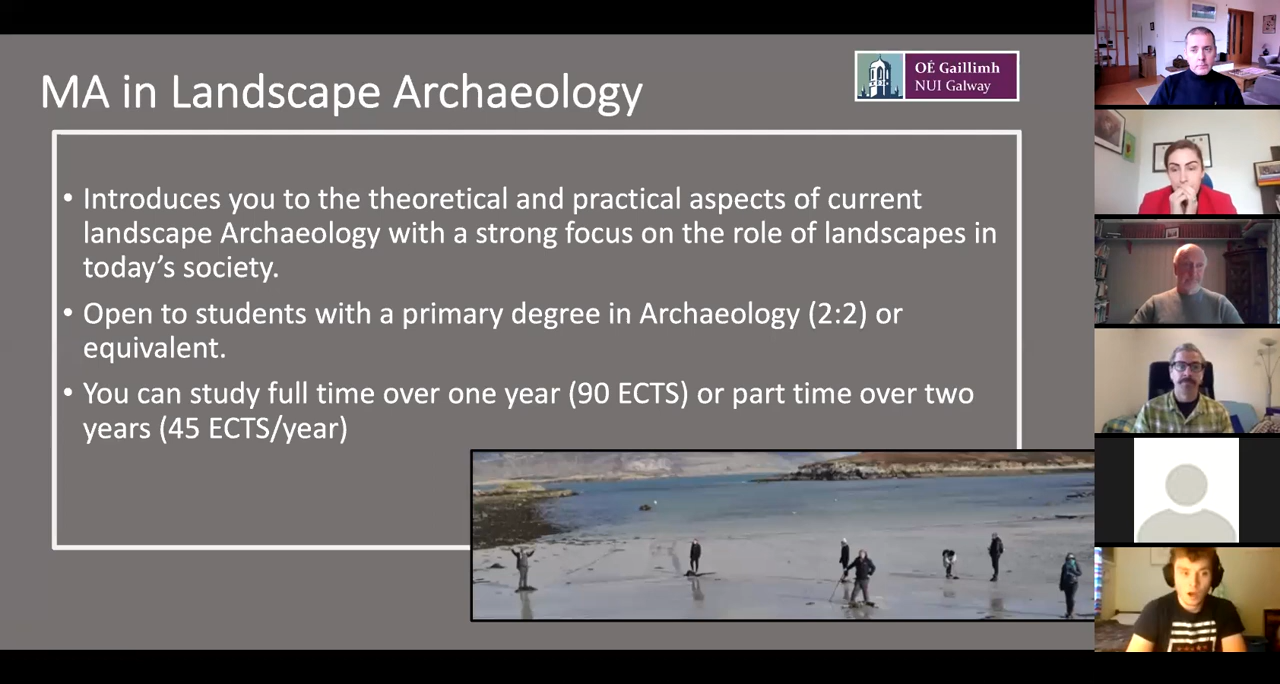 MA in Landscape Archaeology
OÉ Gaillimh
NUI Galway
• Introduces you to the theoretical and practical aspects of current
landscape Archaeology with a strong focus on the role of landscapes in
today’s society.
• Open to students with a primary degree in Archaeology (2:2) or
equivalent.
• You can study full time over one year (90 ECTS) or part time over two
years (45 ECTS/year)